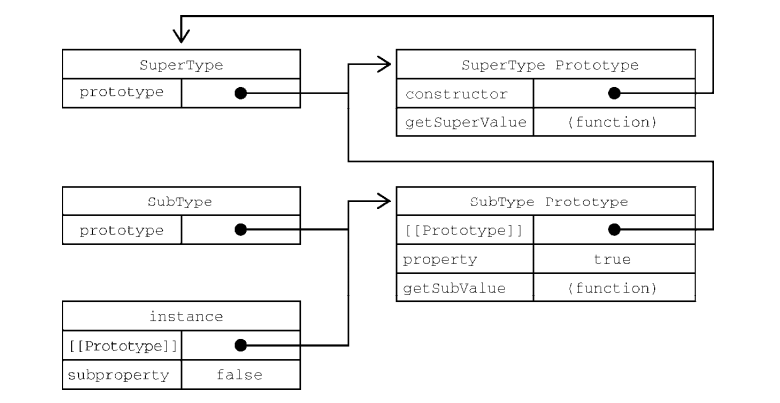 SuperType
prototype
SuperType Prototype
constructor
getSuperValue (function)
SubType
prototype
SubType Prototype
[[Prototype]]
property true
getSubValue (function)
instance
[[Prototype]]
subproperty false